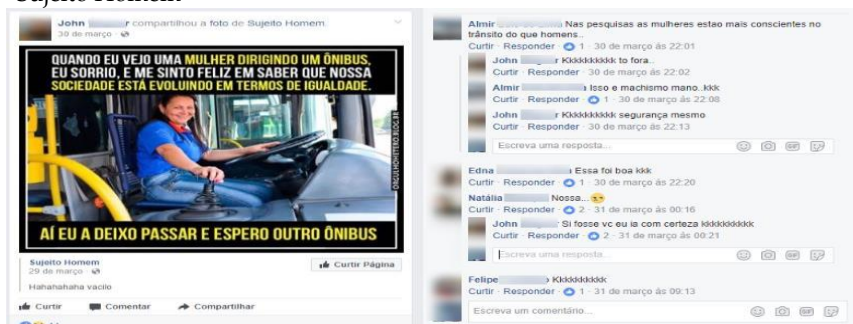 Sujeito Homem
John r compartilhou a foto de Sujeito Homem.
30 de março ·
QUANDO EU VEJO UMA MULHER DIRIGINDO UM ÔNIBUS,
EU SORRIO, E ME SINTO FELIZ EM SABER QUE NOSSA
SOCIEDADE ESTÁ EVOLUINDO EM TERMOS DE IGUALDADE.
ORGULHOHETERO.BLOG.BR
AÍ EU A DEIXO PASSAR E ESPERO OUTRO ÔNIBUS
Sujeito Homem
29 de março ·
Curtir Página
Hahahahaha vacilo
Curtir Comentar Compartilhar
Almir Nas pesquisas as mulheres estao mais conscientes no
trânsito do que homens..
Curtir · Responder · 1 · 30 de março às 22:01
John r Kkkkkkkkkk to fora..
Curtir · Responder · 30 de março às 22:02
Almir Isso e machismo mano..kkk
Curtir · Responder · 1 · 30 de março às 22:08
John r Kkkkkkkkkk segurança mesmo
Curtir · Responder · 30 de março às 22:13
Escreva uma resposta...
GIF
Edna Essa foi boa kkk
Curtir · Responder · 1 · 30 de março às 22:20
Natália Nossa...
Curtir · Responder · 2 · 31 de março às 00:16
John Si fosse vc eu ia com certeza kkkkkkkkkk
Curtir · Responder · 2 · 31 de março às 00:21
Escreva uma resposta...
GIF
Felipe Kkkkkkkkkk
Curtir · Responder · 1 · 31 de março às 09:13
Escreva um comentário...
GIF